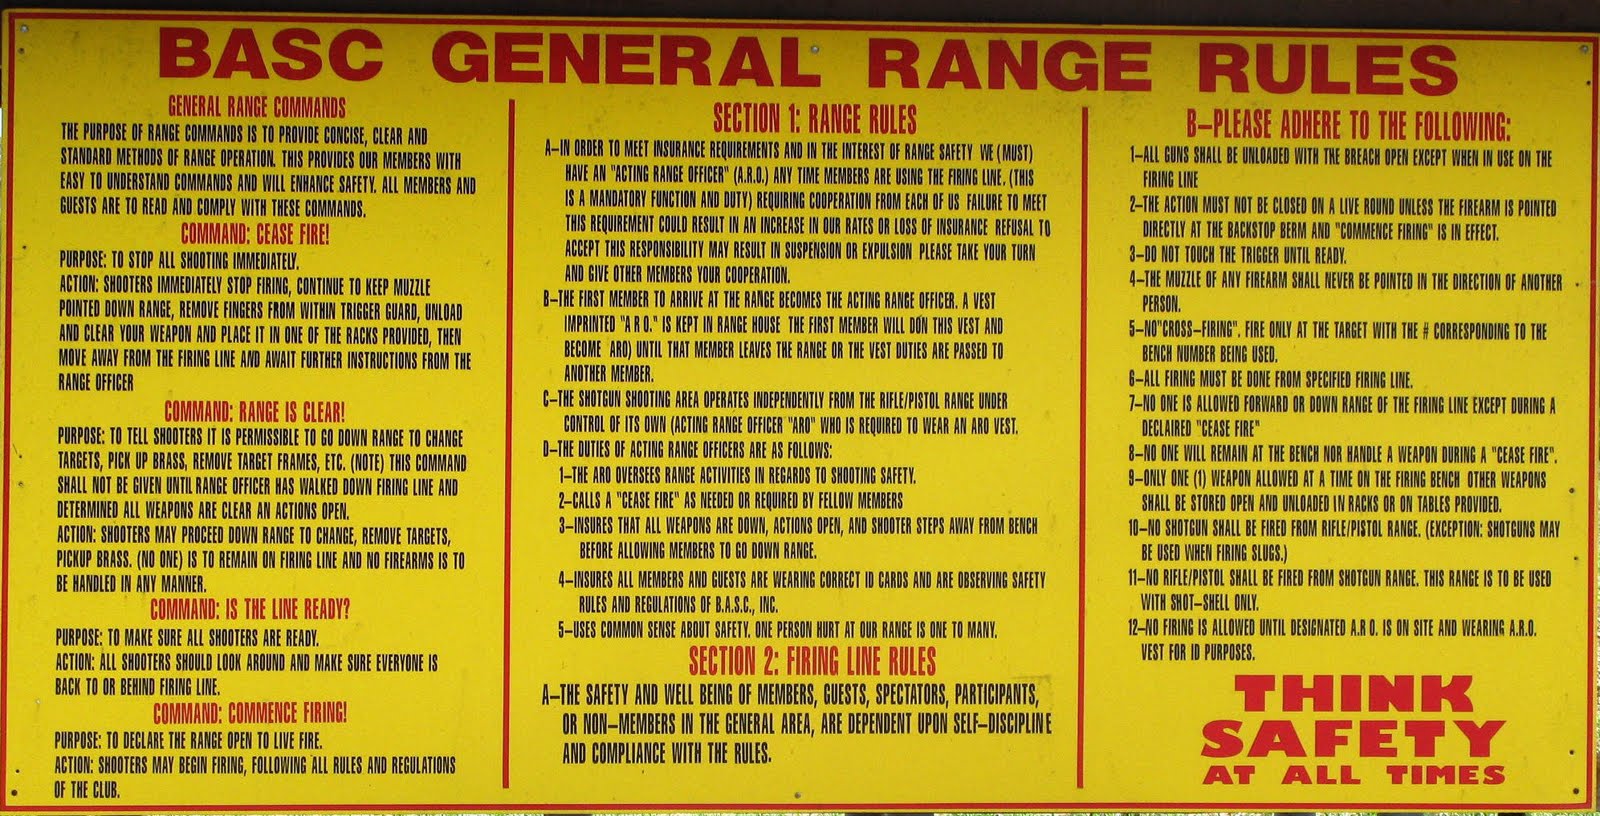 BASC GENERAL RANGE RULES
GENERAL RANGE COMMANDS
THE PURPOSE OF RANGE COMMANDS IS TO PROVIDE CONCISE, CLEAR AND
STANDARD METHODS OF RANGE OPERATION. THIS PROVIDES OUR MEMBERS WITH
EASY TO UNDERSTAND COMMANDS AND WILL ENHANCE SAFETY. ALL MEMBERS AND
GUESTS ARE TO READ AND COMPLY WITH THESE COMMANDS.
COMMAND: CEASE FIRE!
PURPOSE: TO STOP ALL SHOOTING IMMEDIATELY.
ACTION: SHOOTERS IMMEDIATELY STOP FIRING, CONTINUE TO KEEP MUZZLE
POINTED DOWN RANGE, REMOVE FINGERS FROM WITHIN TRIGGER GUARD, UNLOAD
AND CLEAR YOUR WEAPON AND PLACE IT IN ONE OF THE RACKS PROVIDED, THEN
MOVE AWAY FROM THE FIRING LINE AND AWAIT FURTHER INSTRUCTIONS FROM THE
RANGE OFFICER
COMMAND: RANGE IS CLEAR!
PURPOSE: TO TELL SHOOTERS IT IS PERMISSIBLE TO GO DOWN RANGE TO CHANGE
TARGETS, PICK UP BRASS, REMOVE TARGET FRAMES, ETC. (NOTE) THIS COMMAND
SHALL NOT BE GIVEN UNTIL RANGE OFFICER HAS WALKED DOWN FIRING LINE AND
DETERMINED ALL WEAPONS ARE CLEAR AN ACTIONS OPEN.
ACTION: SHOOTERS MAY PROCEED DOWN RANGE TO CHANGE, REMOVE TARGETS,
PICKUP BRASS. (NO ONE) IS TO REMAIN ON FIRING LINE AND NO FIREARMS IS TO
BE HANDLED IN ANY MANNER.
COMMAND: IS THE LINE READY?
PURPOSE: TO MAKE SURE ALL SHOOTERS ARE READY.
ACTION: ALL SHOOTERS SHOULD LOOK AROUND AND MAKE SURE EVERYONE IS
BACK TO OR BEHIND FIRING LINE.
COMMAND: COMMENCE FIRING!
PURPOSE: TO DECLARE THE RANGE OPEN TO LIVE FIRE.
ACTION: SHOOTERS MAY BEGIN FIRING, FOLLOWING ALL RULES AND REGULATIONS
OF THE CLUB.
SECTION 1: RANGE RULES
A-IN ORDER TO MEET INSURANCE REQUIREMENTS AND IN THE INTEREST OF RANGE SAFETY WE (MUST)
HAVE AN "ACTING RANGE OFFICER" (A.R.O.) ANY TIME MEMBERS ARE USING THE FIRING LINE. (THIS
IS A MANDATORY FUNCTION AND DUTY) REQUIRING COOPERATION FROM EACH OF US FAILURE TO MEET
THIS REQUIREMENT COULD RESULT IN AN INCREASE IN OUR RATES OR LOSS OF INSURANCE REFUSAL TO
ACCEPT THIS RESPONSIBILITY MAY RESULT IN SUSPENSION OR EXPULSION PLEASE TAKE YOUR TURN
AND GIVE OTHER MEMBERS YOUR COOPERATION.
B-THE FIRST MEMBER TO ARRIVE AT THE RANGE BECOMES THE ACTING RANGE OFFICER. A VEST
IMPRINTED "A R O." IS KEPT IN RANGE HOUSE THE FIRST MEMBER WILL DON THIS VEST AND
BECOME ARO) UNTIL THAT MEMBER LEAVES THE RANGE OR THE VEST DUTIES ARE PASSED TO
ANOTHER MEMBER.
C-THE SHOTGUN SHOOTING AREA OPERATES INDEPENDENTLY FROM THE RIFLE/PISTOL RANGE UNDER
CONTROL OF ITS OWN (ACTING RANGE OFFICER "ARO" WHO IS REQUIRED TO WEAR AN ARO VEST.
D-THE DUTIES OF ACTING RANGE OFFICERS ARE AS FOLLOWS:
1-THE ARO OVERSEES RANGE ACTIVITIES IN REGARDS TO SHOOTING SAFETY.
2-CALLS A "CEASE FIRE" AS NEEDED OR REQUIRED BY FELLOW MEMBERS
3-INSURES THAT ALL WEAPONS ARE DOWN, ACTIONS OPEN, AND SHOOTER STEPS AWAY FROM BENCH
BEFORE ALLOWING MEMBERS TO GO DOWN RANGE.
4-INSURES ALL MEMBERS AND GUESTS ARE WEARING CORRECT ID CARDS AND ARE OBSERVING SAFETY
RULES AND REGULATIONS OF B.A.S.C., INC.
5-USES COMMON SENSE ABOUT SAFETY. ONE PERSON HURT AT OUR RANGE IS ONE TO MANY.
SECTION 2: FIRING LINE RULES
A-THE SAFETY AND WELL BEING OF MEMBERS, GUESTS, SPECTATORS, PARTICIPANTS,
OR NON-MEMBERS IN THE GENERAL AREA, ARE DEPENDENT UPON SELF-DISCIPLINE
AND COMPLIANCE WITH THE RULES.
B-PLEASE ADHERE TO THE FOLLOWING:
1-ALL GUNS SHALL BE UNLOADED WITH THE BREACH OPEN EXCEPT WHEN IN USE ON THE
FIRING LINE
2-THE ACTION MUST NOT BE CLOSED ON A LIVE ROUND UNLESS THE FIREARM IS POINTED
DIRECTLY AT THE BACKSTOP BERM AND "COMMENCE FIRING" IS IN EFFECT.
3-DO NOT TOUCH THE TRIGGER UNTIL READY.
4-THE MUZZLE OF ANY FIREARM SHALL NEVER BE POINTED IN THE DIRECTION OF ANOTHER
PERSON.
5-NO"CROSS-FIRING". FIRE ONLY AT THE TARGET WITH THE # CORRESPONDING TO THE
BENCH NUMBER BEING USED.
6-ALL FIRING MUST BE DONE FROM SPECIFIED FIRING LINE.
7-NO ONE IS ALLOWED FORWARD OR DOWN RANGE OF THE FIRING LINE EXCEPT DURING A
DECLAIRED "CEASE FIRE"
8-NO ONE WILL REMAIN AT THE BENCH NOR HANDLE A WEAPON DURING A "CEASE FIRE".
9-ONLY ONE (1) WEAPON ALLOWED AT A TIME ON THE FIRING BENCH OTHER WEAPONS
SHALL BE STORED OPEN AND UNLOADED IN RACKS OR ON TABLES PROVIDED.
10-NO SHOTGUN SHALL BE FIRED FROM RIFLE/PISTOL RANGE. (EXCEPTION: SHOTGUNS MAY
BE USED WHEN FIRING SLUGS.)
11-NO RIFLE/PISTOL SHALL BE FIRED FROM SHOTGUN RANGE. THIS RANGE IS TO BE USED
WITH SHOT-SHELL ONLY.
12-NO FIRING IS ALLOWED UNTIL DESIGNATED A.R O. IS ON SITE AND WEARING A.R.O.
VEST FOR ID PURPOSES.
THINK
SAFETY
AT ALL TIMES